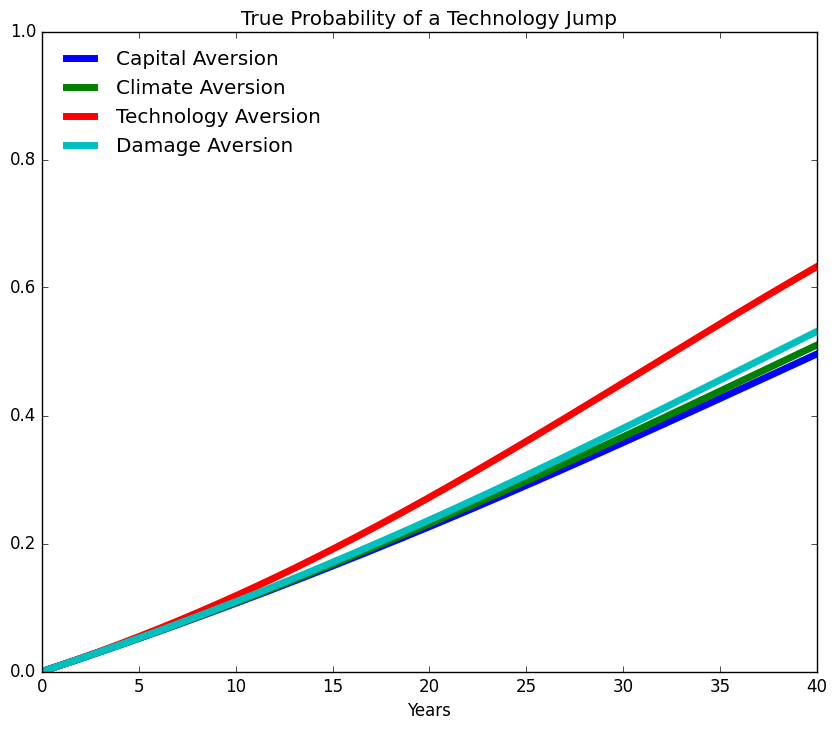 True Probability of a Technology Jump
1.0
Capital Aversion
Climate Aversion
Technology Aversion
Damage Aversion
0.8
0.6
0.4
0.2
0.0
0 5 10 15 20 25 30 35 40
Years